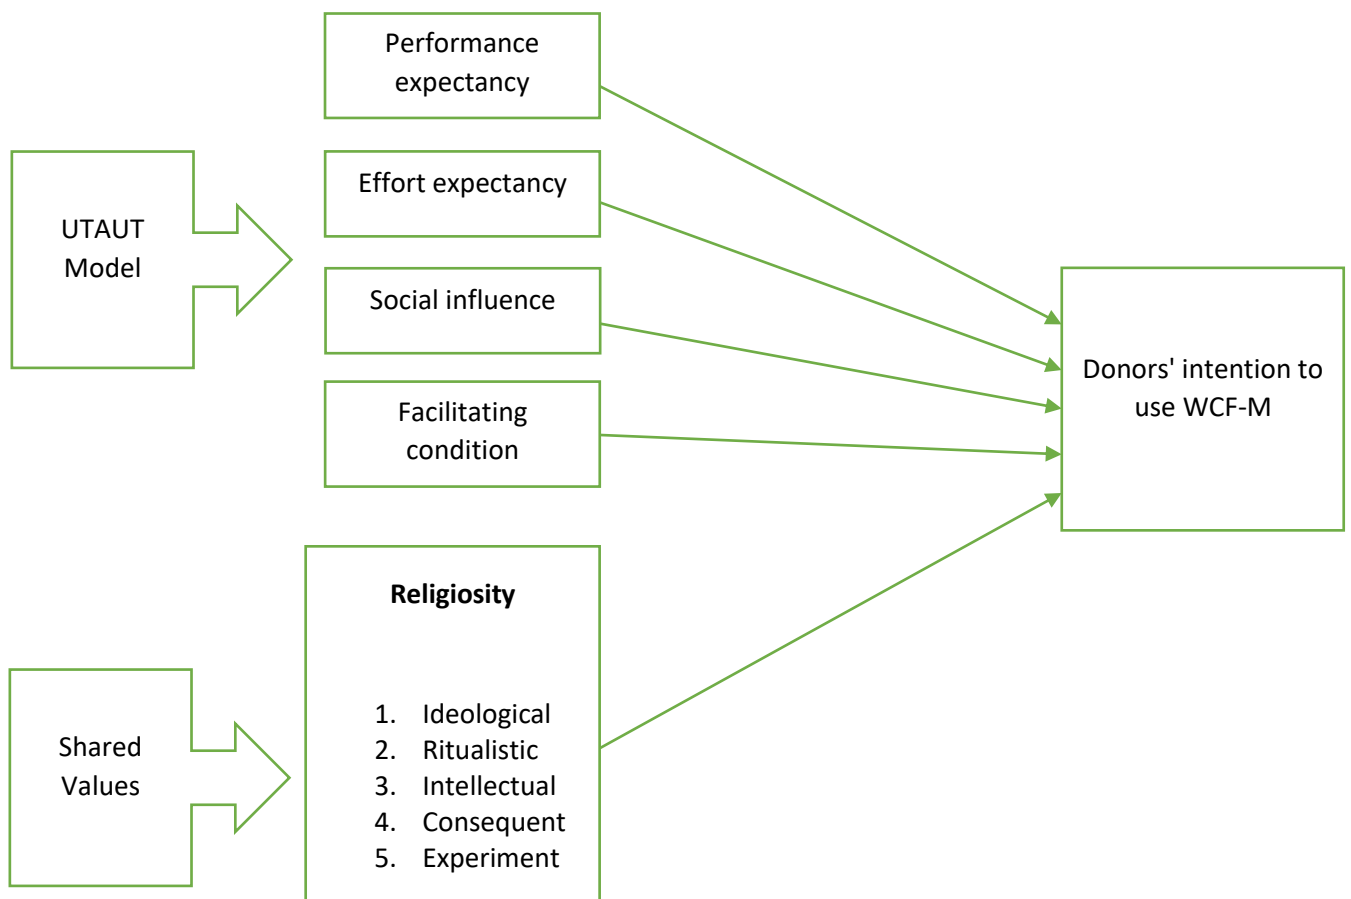 Performance
expectancy
Effort expectancy
UTAUT
Model
Social influence
Facilitating
condition
Donors' intention to
use WCF-M
Religiosity
1. Ideological
2. Ritualistic
3. Intellectual
4. Consequent
5. Experiment
Shared
Values